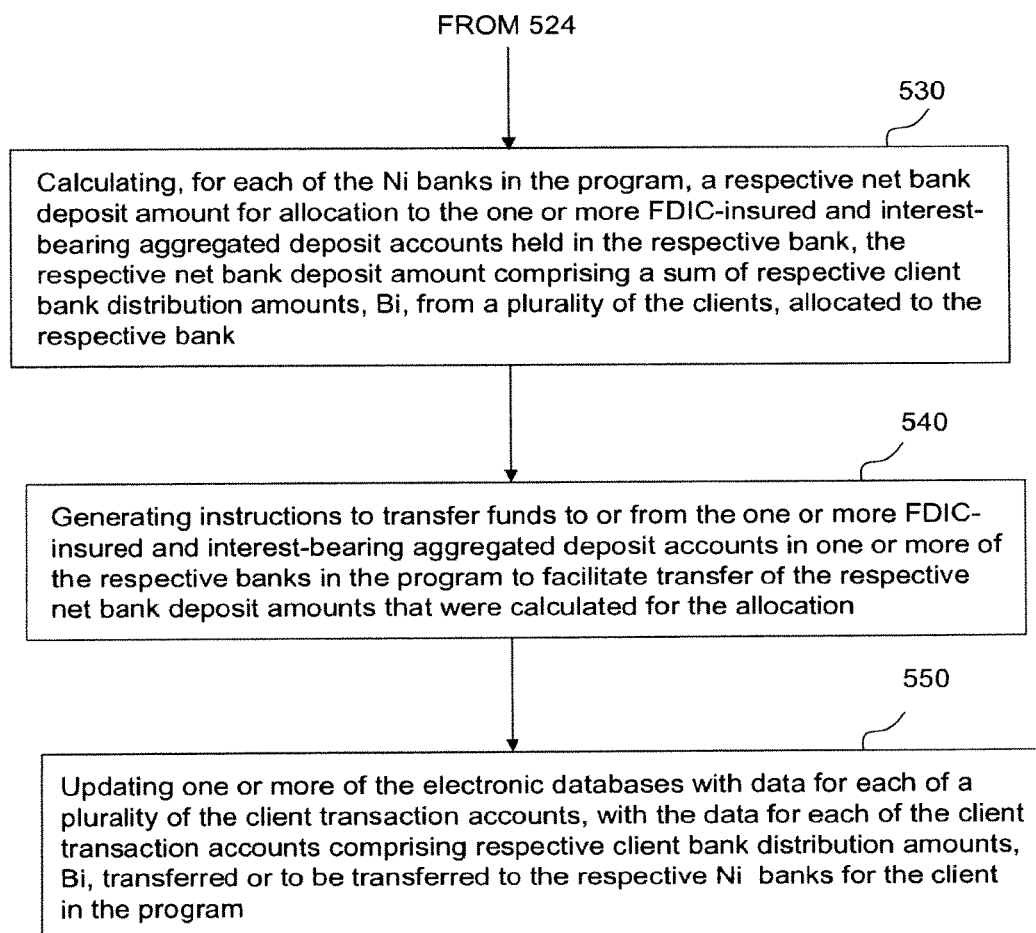 FROM 524
530
Calculating, for each of the Ni banks in the program, a respective net bank
deposit amount for allocation to the one or more FDIC-insured and interest-
bearing aggregated deposit accounts held in the respective bank, the
respective net bank deposit amount comprising a sum of respective client
bank distribution amounts, Bi, from a plurality of the clients, allocated to the
respective bank
540
Generating instructions to transfer funds to or from the one or more FDIC-
insured and interest-bearing aggregated deposit accounts in one or more of
the respective banks in the program to facilitate transfer of the respective
net bank deposit amounts that were calculated for the allocation
550
Updating one or more of the electronic databases with data for each of a
plurality of the client transaction accounts, with the data for each of the client
transaction accounts comprising respective client bank distribution amounts,
Bi, transferred or to be transferred to the respective Ni banks for the client
in the program